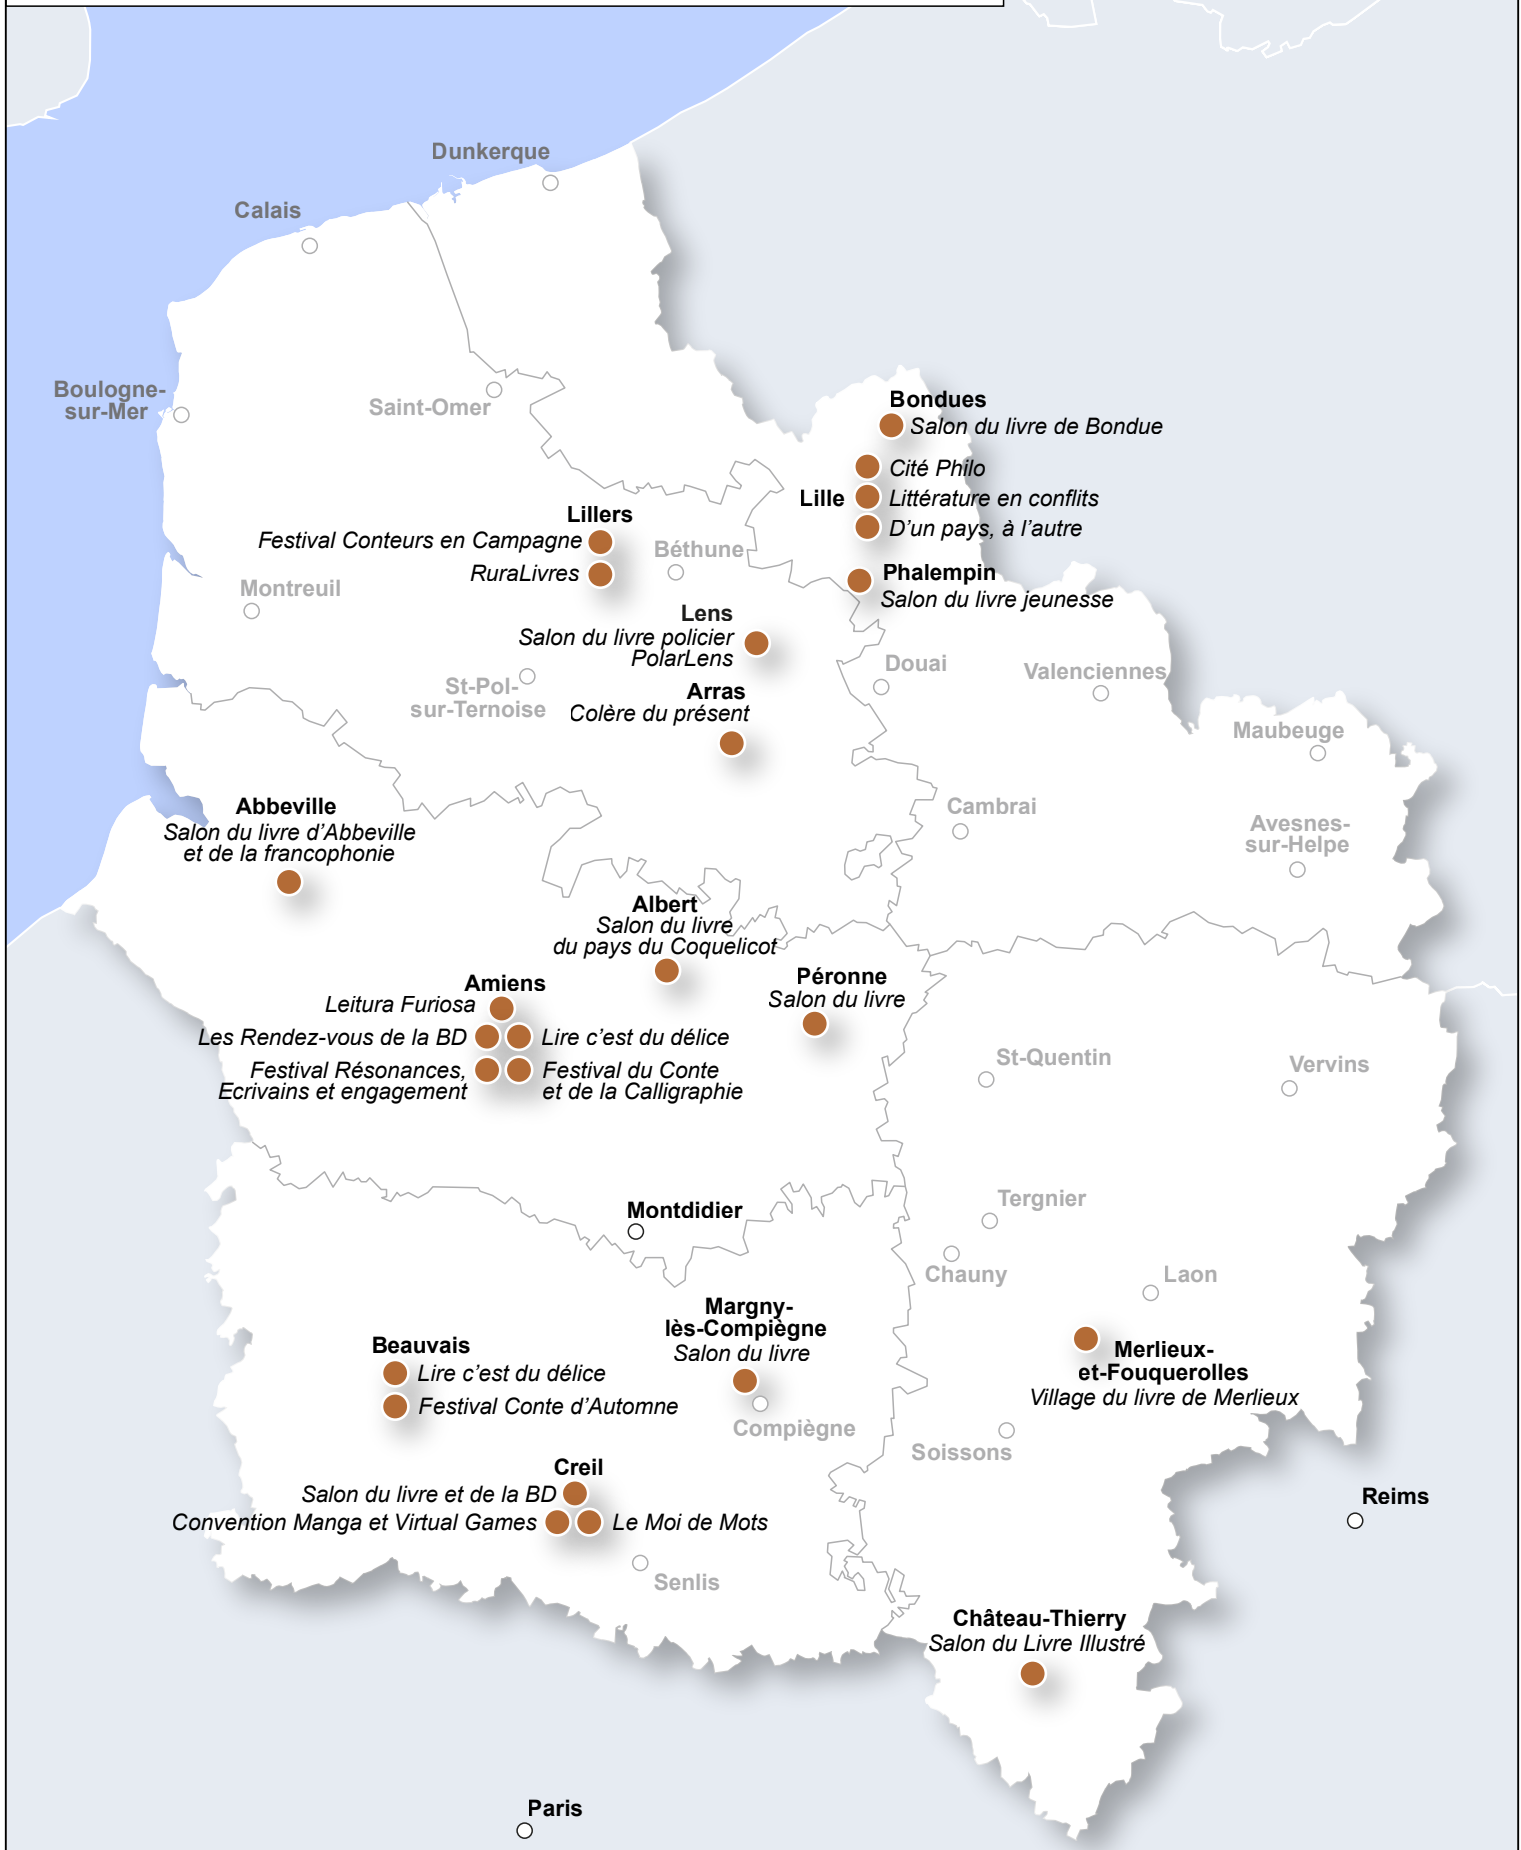 Dunkerque
Calais
Boulogne-
sur-Mer
Saint-Omer
Bondues
Salon du livre de Bondue
Cité Philo
Lille
Littérature en conflits
D'un pays, à l'autre
Lillers
Festival Conteurs en Campagne
RuraLivres
Béthune
Phalempin
Salon du livre jeunesse
Montreuil
Lens
Salon du livre policier
PolarLens
Douai
Valenciennes
St-Pol-
sur-Ternoise
Arras
Colère du présent
Maubeuge
Cambrai
Avesnes-
sur-Helpe
Abbeville
Salon du livre d'Abbeville
et de la francophonie
Albert
Salon du livre
du pays du Coquelicot
Péronne
Salon du livre
Amiens
Leitura Furiosa
Les Rendez-vous de la BD
Lire c'est du délice
Festival Résonances,
Ecrivains et engagement
Festival du Conte
et de la Calligraphie
St-Quentin
Vervins
Tergnier
Montdidier
Chauny
Laon
Margny-
lès-Compiègne
Salon du livre
Compiègne
Beauvais
Lire c'est du délice
Festival Conte d'Automne
Merlieux-
et-Fouquerolles
Village du livre de Merlieux
Soissons
Creil
Salon du livre et de la BD
Convention Manga et Virtual Games
Le Moi de Mots
Senlis
Reims
Château-Thierry
Salon du Livre Illustré
Paris